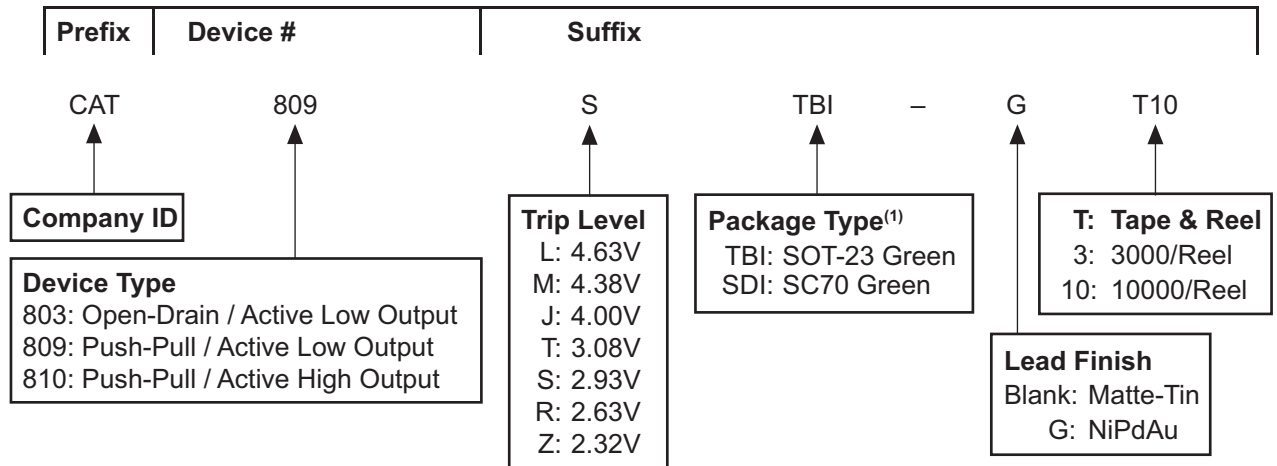 Prefix Device # Suffix
CAT 809 S TBI – G T10
Company ID
Device Type
803: Open-Drain / Active Low Output
809: Push-Pull / Active Low Output
810: Push-Pull / Active High Output
Trip Level
L: 4.63V
M: 4.38V
J: 4.00V
T: 3.08V
S: 2.93V
R: 2.63V
Z: 2.32V
Package Type(1)
TBI: SOT-23 Green
SDI: SC70 Green
T: Tape & Reel
3: 3000/Reel
10: 10000/Reel
Lead Finish
Blank: Matte-Tin
G: NiPdAu